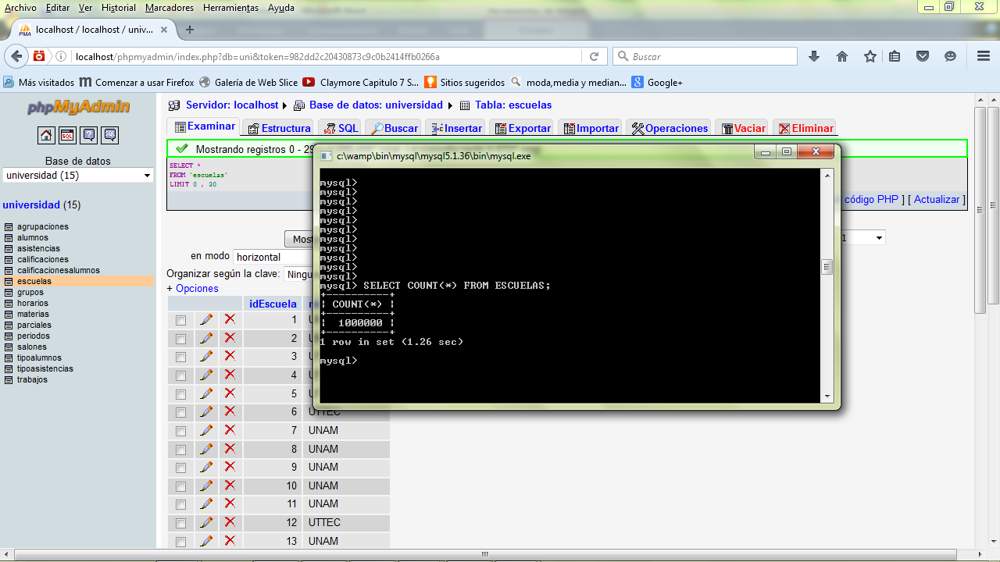 Archivo Editar Ver Historial Marcadores Herramientas Ayuda
PMA localhost / localhost / univ...
localhost/phpmyadmin/index.php?db=uni&token=982dd2c20430873c9c0b2414ffb0266a
Buscar
Más visitados Comenzar a usar Firefox Galería de Web Slice Claymore Capitulo 7 S... Sitios sugeridos moda,media y median... Google+
phpMyAdmin
SQL
Base de datos
universidad (15)
universidad (15)
agrupaciones
alumnos
asistencias
calificaciones
calificacionesalumnos
escuelas
grupos
horarios
materias
parciales
periodos
salones
tipoalumnos
tipoasistencias
trabajos
Servidor: localhost Base de datos: universidad Tabla: escuelas
Examinar Estructura SQL Buscar Insertar Exportar Importar Operaciones Vaciar Eliminar
Mostrando registros 0 - 29
SELECT *
FROM `escuelas`
LIMIT 0 , 30
código PHP ] [ Actualizar ]
Most
1
en modo horizontal
Organizar según la clave: Ningu
+ Opciones
idEscuela
1
2
3
4
5
6 UTTEC
7 UNAM
8 UNAM
9 UNAM
10 UNAM
11 UNAM
12 UTTEC
13 UNAM
c:\wamp\bin\mysql\mysql5.1.36\bin\mysql.exe
mysql>
mysql>
mysql>
mysql>
mysql>
mysql>
mysql>
mysql>
mysql>
mysql>
mysql>
mysql> SELECT COUNT(*) FROM ESCUELAS;
+----------+
¦ COUNT(*) ¦
+----------+
¦  1000000 ¦
+----------+
1 row in set (1.26 sec)
mysql>